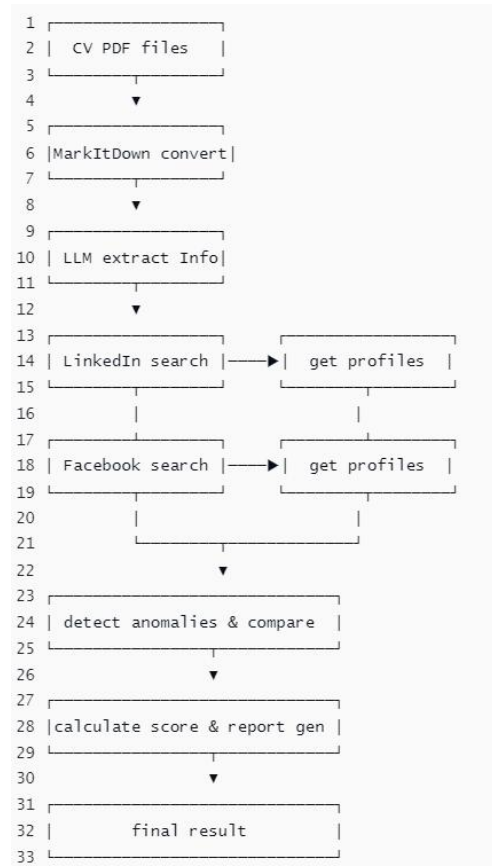 1 ┌─────────────────┐
2 |  CV PDF files   |
3 └────────┬────────┘
4          ▼
5 ┌─────────────────┐
6 |MarkItDown convert|
7 └────────┬────────┘
8          ▼
9 ┌─────────────────┐
10 | LLM extract Info|
11 └────────┬────────┘
12          ▼
13 ┌─────────────────┐     ┌─────────────────┐
14 | LinkedIn search |────▶|  get profiles  |
15 └────────┬────────┘     └────────┬────────┘
16          |                      |
17 ┌────────┴────────┐     ┌────────┴────────┐
18 | Facebook search |────▶|  get profiles  |
19 └────────┬────────┘     └────────┬────────┘
20          |                      |
21          └────────┬─────────────┘
22                   ▼
23 ┌─────────────────────────────┐
24 | detect anomalies & compare  |
25 └────────────────┬────────────┘
26                  ▼
27 ┌─────────────────────────────┐
28 |calculate score & report gen |
29 └────────────────┬────────────┘
30                  ▼
31 ┌─────────────────────────────┐
32 |        final result         |
33 └─────────────────────────────┘